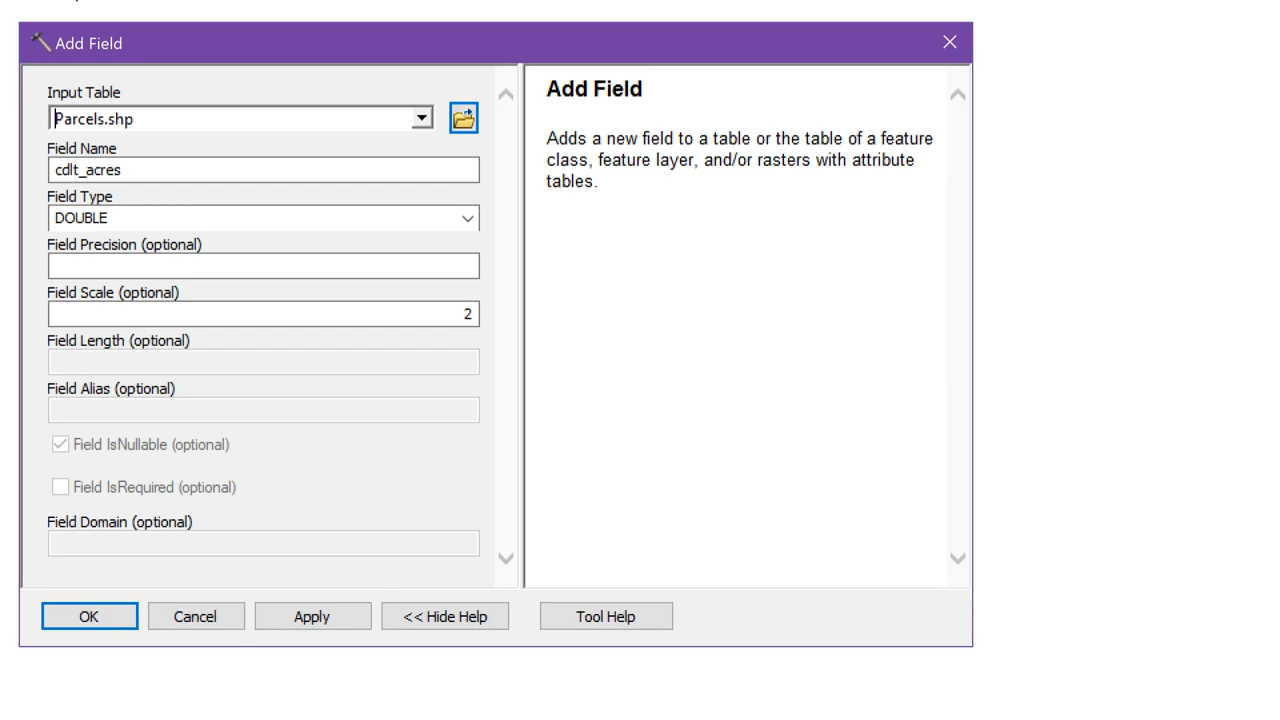 Add Field
Input Table
Parcels.shp
Field Name
cdlt_acres
Field Type
DOUBLE
Field Precision (optional)
Field Scale (optional)
2
Field Length (optional)
Field Alias (optional)
Field IsNullable (optional)
Field IsRequired (optional)
Field Domain (optional)
Add Field
Adds a new field to a table or the table of a feature
class, feature layer, and/or rasters with attribute
tables.
OK
Cancel
Apply
<< Hide Help
Tool Help